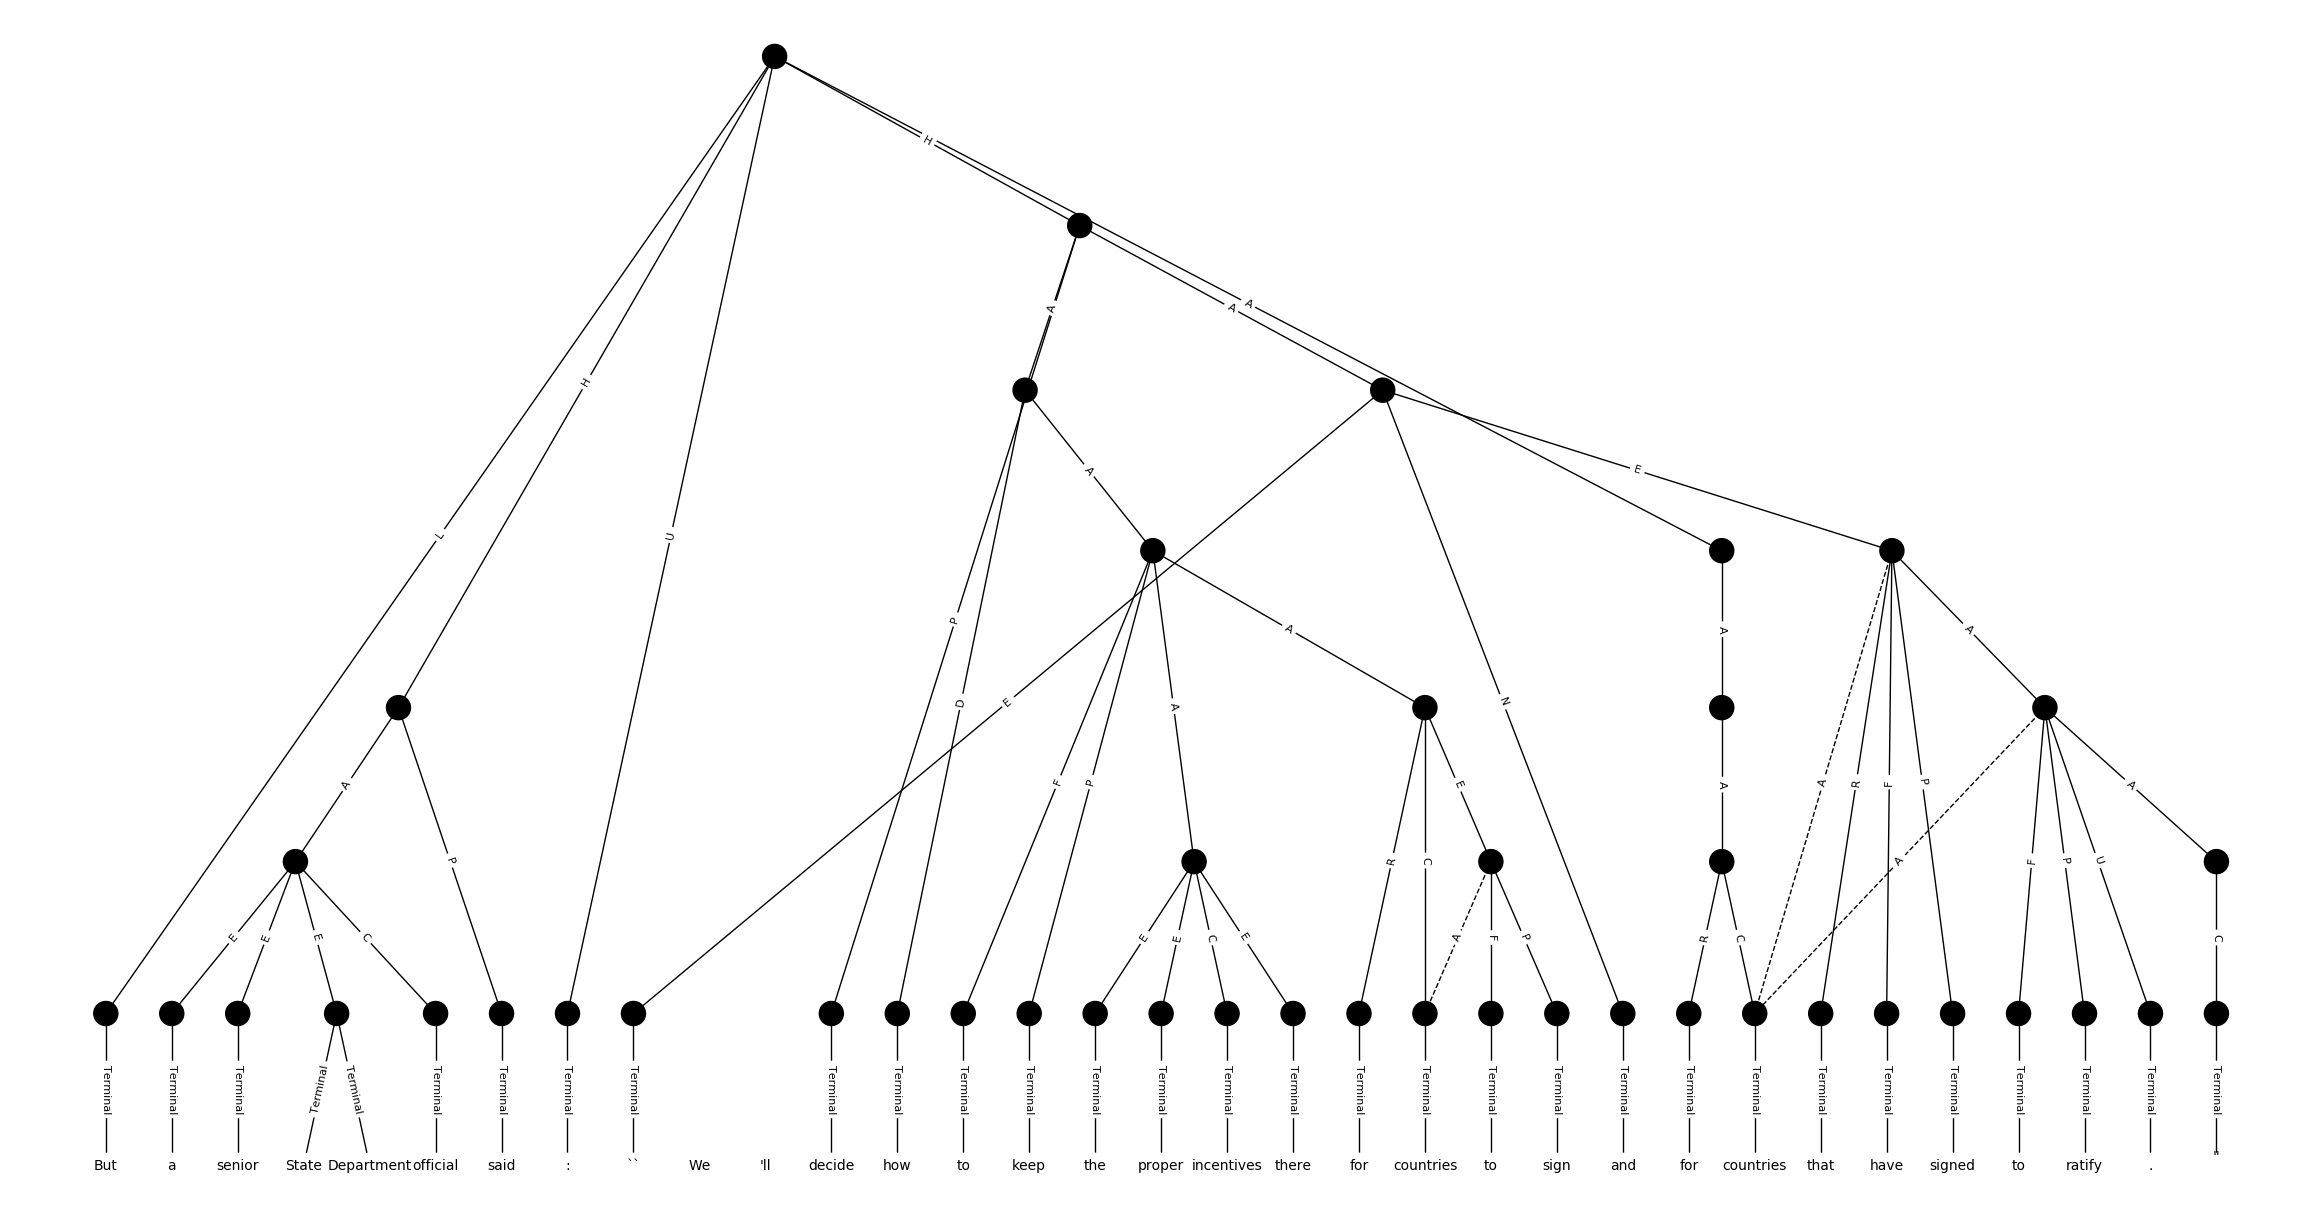 H
A
A
A
L
H
U
A
E
P
D
E
A
A
N
A
A
A
P
F
P
A
E
A
A
R
F
P
A
E
E
E
C
R
C
A
F
P
U
A
E
E
C
E
A
F
P
R
C
C
Terminal Terminal Terminal Terminal Terminal Terminal Terminal Terminal Terminal Terminal Terminal Terminal Terminal Terminal Terminal Terminal Terminal Terminal Terminal Terminal Terminal Terminal Terminal Terminal Terminal Terminal Terminal Terminal Terminal Terminal Terminal
But a senior State Department official said : `` We 'll decide how to keep the proper incentives there for countries to sign and for countries that have signed to ratify . "